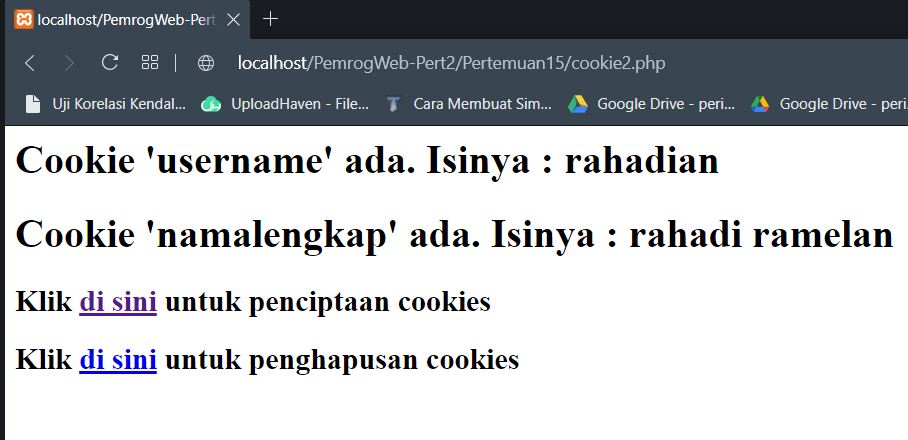 localhost/PemrogWeb-Pert
localhost/PemrogWeb-Pert2/Pertemuan15/cookie2.php
Uji Korelasi Kendal...
UploadHaven - File...
Cara Membuat Sim...
Google Drive - peri...
Google Drive - peri.
Cookie 'username' ada. Isinya : rahadian
Cookie 'namalengkap' ada. Isinya : rahadi ramelan
Klik di sini untuk penciptaan cookies
Klik di sini untuk penghapusan cookies